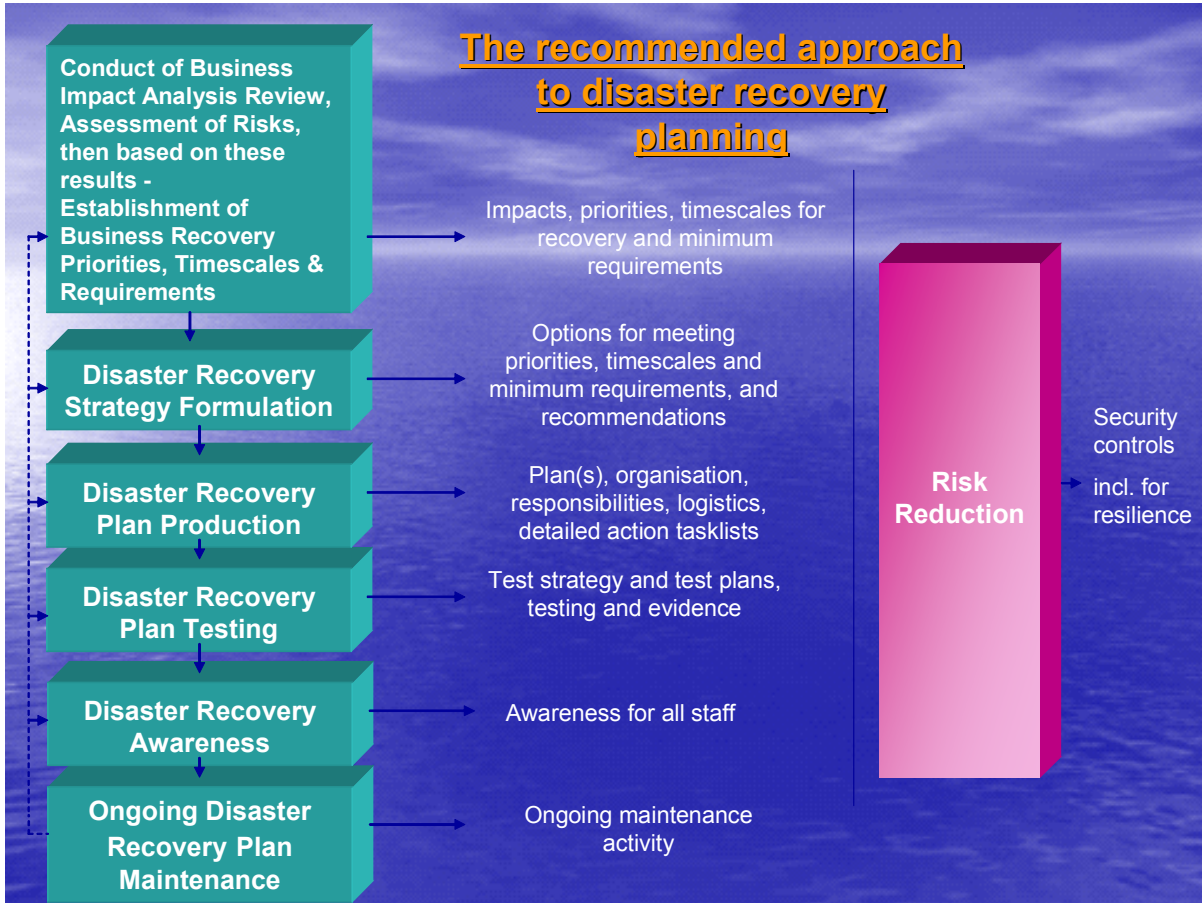 The recommended approach
to disaster recovery
planning
Conduct of Business
Impact Analysis Review,
Assessment of Risks,
then based on these
results -
Establishment of
Business Recovery
Priorities, Timescales &
Requirements
Impacts, priorities, timescales for
recovery and minimum
requirements
Disaster Recovery
Strategy Formulation
Options for meeting
priorities, timescales and
minimum requirements, and
recommendations
Disaster Recovery
Plan Production
Plan(s), organisation,
responsibilities, logistics,
detailed action tasklists
Disaster Recovery
Plan Testing
Test strategy and test plans,
testing and evidence
Disaster Recovery
Awareness
Awareness for all staff
Ongoing Disaster
Recovery Plan
Maintenance
Ongoing maintenance
activity
Risk
Reduction
Security
controls
incl. for
resilience